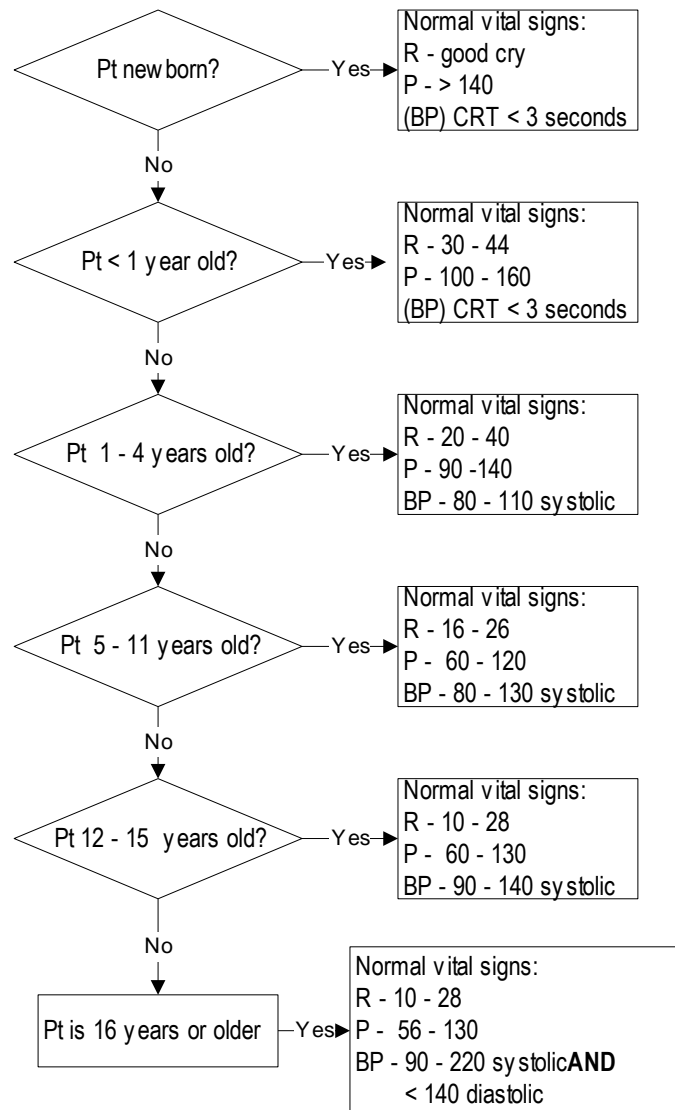 Pt newborn?
Yes
Normal vital signs:
R - good cry
P - > 140
(BP) CRT < 3 seconds
No
Pt < 1 year old?
Yes
Normal vital signs:
R - 30 - 44
P - 100 - 160
(BP) CRT < 3 seconds
No
Pt 1 - 4 years old?
Yes
Normal vital signs:
R - 20 - 40
P - 90 -140
BP - 80 - 110 systolic
No
Pt 5 - 11 years old?
Yes
Normal vital signs:
R - 16 - 26
P - 60 - 120
BP - 80 - 130 systolic
No
Pt 12 - 15 years old?
Yes
Normal vital signs:
R - 10 - 28
P - 60 - 130
BP - 90 - 140 systolic
No
Pt is 16 years or older
Yes
Normal vital signs:
R - 10 - 28
P - 56 - 130
BP - 90 - 220 systolicAND
< 140 diastolic